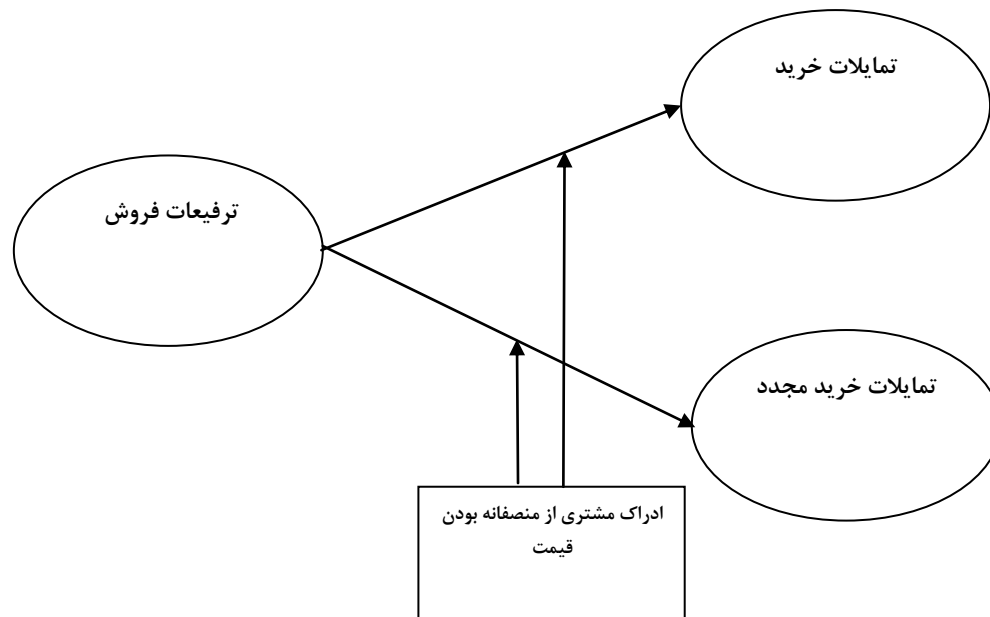 تمایلات خرید
ترفیعات فروش
تمایلات خرید مجدد
ادراک مشتری از منصفانه بودن
قیمت